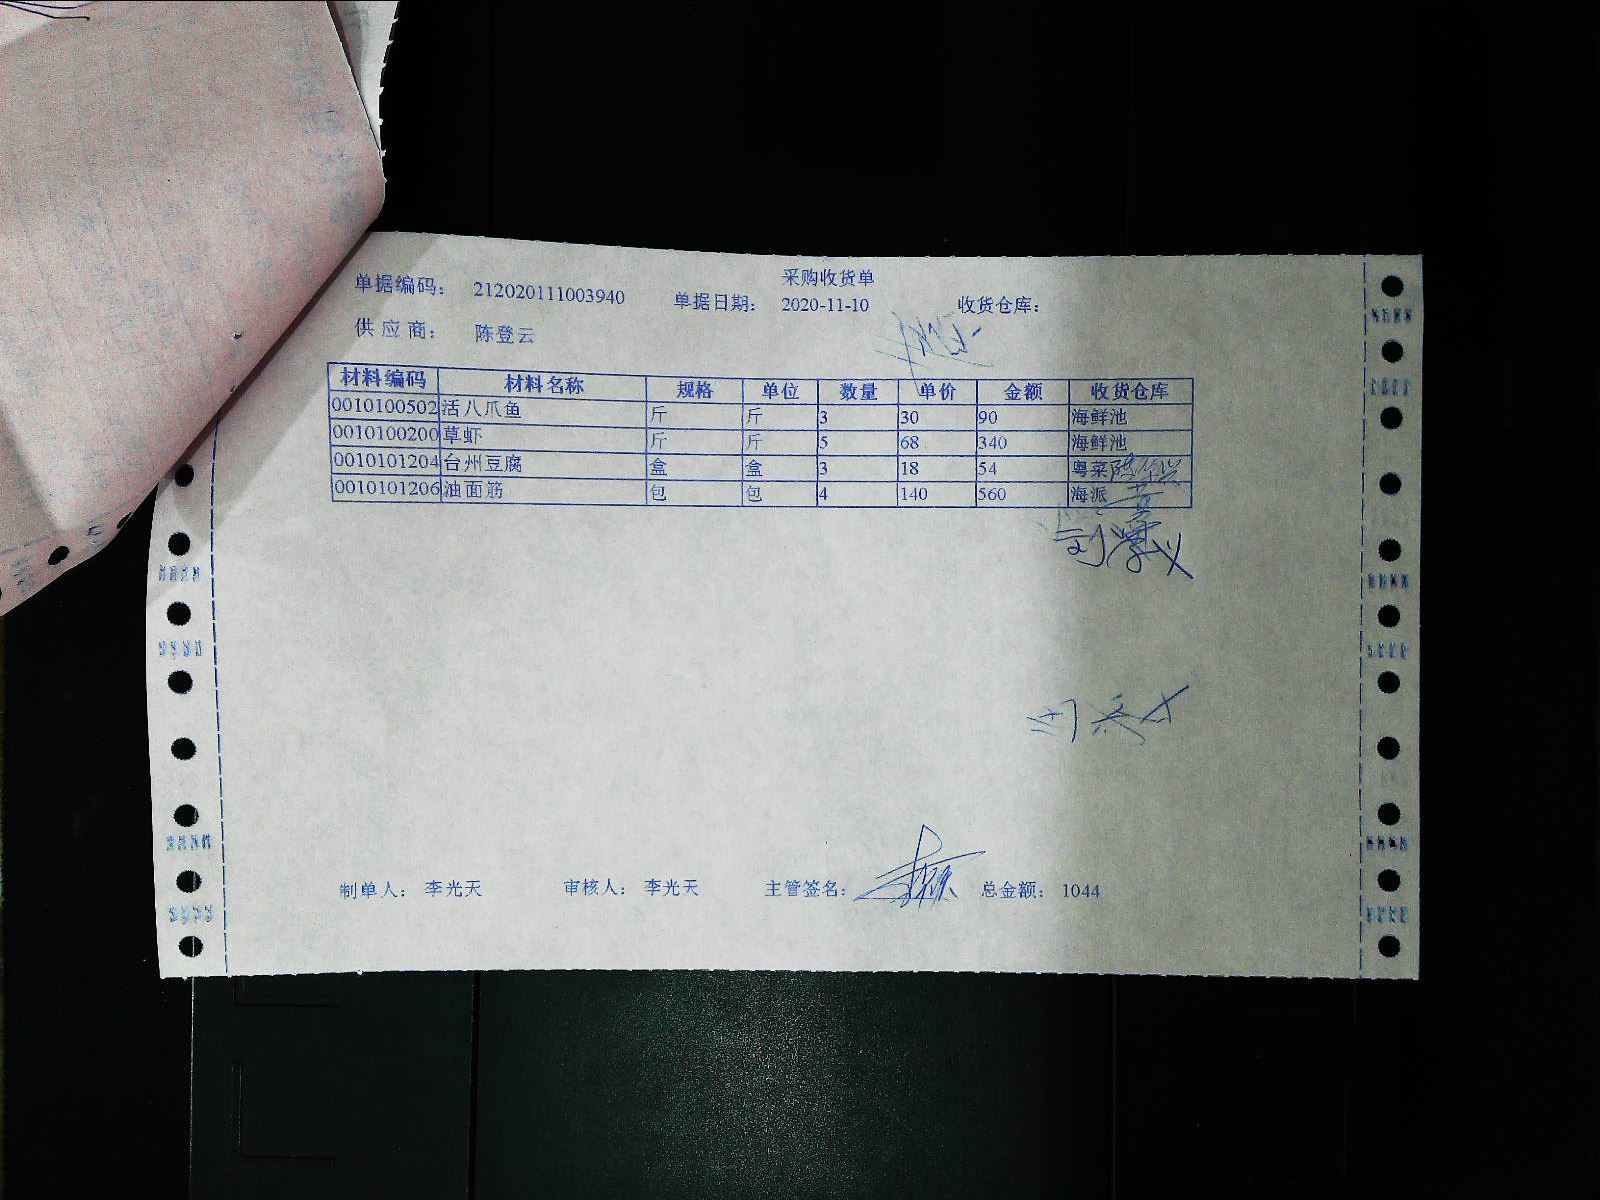 采购收货单
单据编码: 212020111003940 单据日期: 2020-11-10 收货仓库:
供应商: 陈登云
材料编码 材料名称 规格 单位 数量 单价 金额 收货仓库
0010100502 活八爪鱼 斤 斤 3 30 90 海鲜池
0010100200 草虾 斤 斤 5 68 340 海鲜池
0010101204 台州豆腐 盒 盒 3 18 54 粤菜
0010101206 油面筋 包 包 4 140 560 海派
制单人: 李光天 审核人: 李光天 主管签名: 总金额: 1044